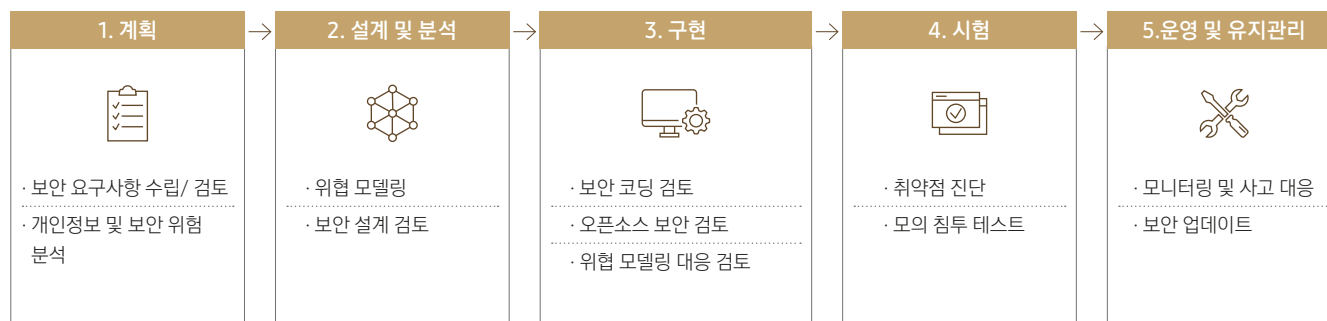 1. 계획
· 보안 요구사항 수립/ 검토
· 개인정보 및 보안 위험
분석
2. 설계 및 분석
· 위협 모델링
· 보안 설계 검토
3. 구현
· 보안 코딩 검토
· 오픈소스 보안 검토
· 위협 모델링 대응 검토
4. 시험
· 취약점 진단
· 모의 침투 테스트
5.운영 및 유지관리
· 모니터링 및 사고 대응
· 보안 업데이트